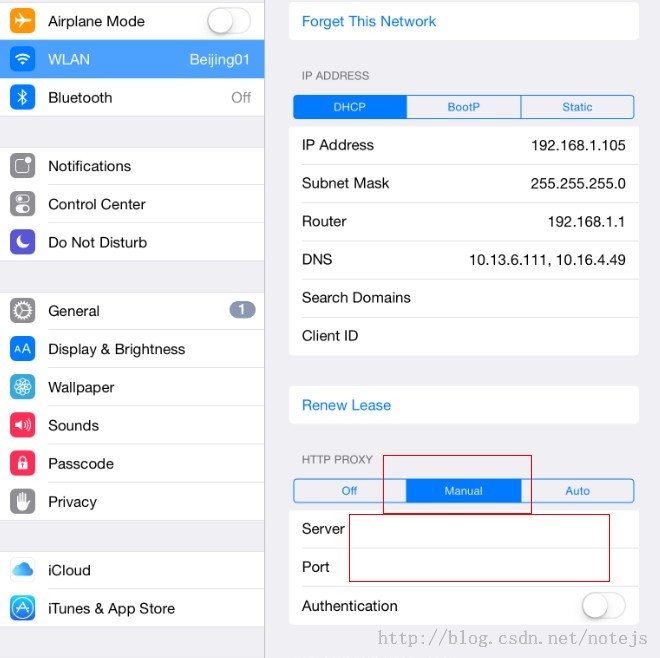 Airplane Mode
WLAN Beijing01
Bluetooth Off
Notifications
Control Center
Do Not Disturb
General 1
AA Display & Brightness
Wallpaper
Sounds
Passcode
Privacy
iCloud
iTunes & App Store
Forget This Network
IP ADDRESS
DHCP BootP Static
IP Address 192.168.1.105
Subnet Mask 255.255.255.0
Router 192.168.1.1
DNS 10.13.6.111, 10.16.4.49
Search Domains
Client ID
Renew Lease
HTTP PROXY
Off Manual Auto
Server
Port
Authentication
http://blog.csdn.net/notejs